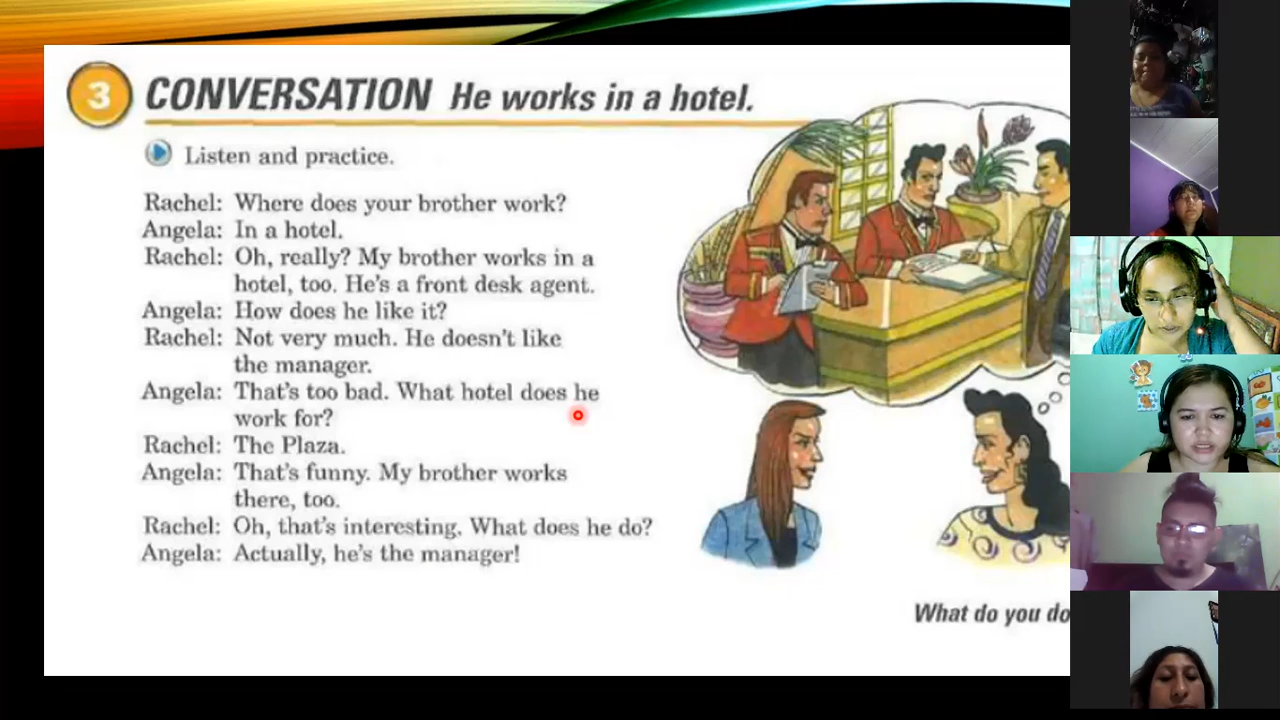 3 CONVERSATION He works in a hotel.
Listen and practice.
Rachel: Where does your brother work?
Angela: In a hotel.
Rachel: Oh, really? My brother works in a
hotel, too. He's a front desk agent.
Angela: How does he like it?
Rachel: Not very much. He doesn't like
the manager.
Angela: That's too bad. What hotel does he
work for?
Rachel: The Plaza.
Angela: That's funny. My brother works
there, too.
Rachel: Oh, that's interesting. What does he do?
Angela: Actually, he's the manager!
What do you do